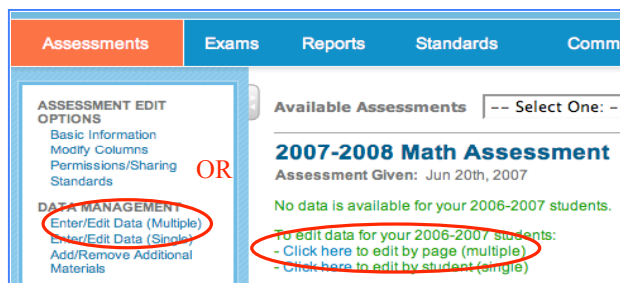 Assessments Exams Reports Standards Comm
ASSESSMENT EDIT
OPTIONS
Basic Information
Modify Columns
Permissions/Sharing
Standards
DATA MANAGEMENT
Enter/Edit Data (Multiple)
Enter/Edit Data (Single)
Add/Remove Additional
Materials
OR
Available Assessments -- Select One: -
2007-2008 Math Assessment
Assessment Given: Jun 20th, 2007
No data is available for your 2006-2007 students.
To edit data for your 2006-2007 students:
- Click here to edit by page (multiple)
- Click here to edit by student (single)